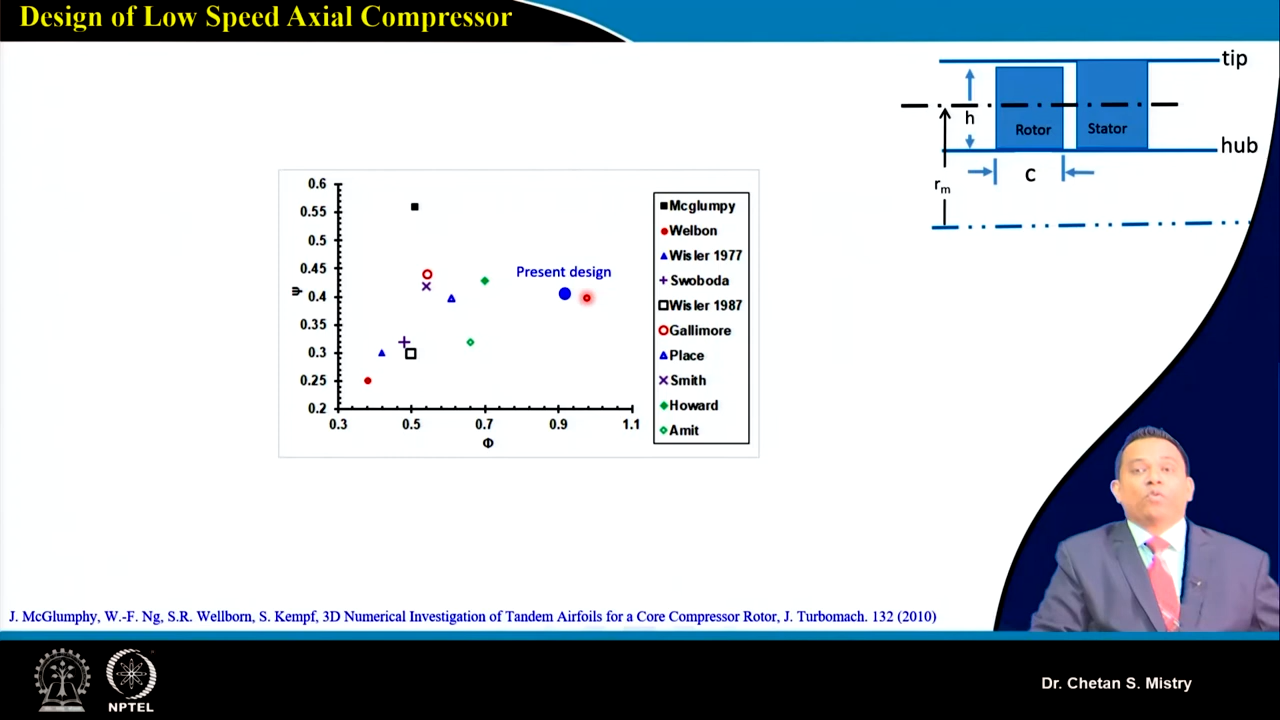 Design of Low Speed Axial Compressor
tip
h
Rotor
Stator
hub
C
rm
0.6
0.55
0.5
0.45
0.4
0.35
0.3
0.25
0.2
Ψ
0.3
0.5
0.7
0.9
1.1
Φ
Present design
Mcglumpy
Welbon
Wisler 1977
Swoboda
Wisler 1987
Gallimore
Place
Smith
Howard
Amit
J. McGlumphy, W.-F. Ng, S.R. Wellborn, S. Kempf, 3D Numerical Investigation of Tandem Airfoils for a Core Compressor Rotor, J. Turbomach. 132 (2010)
NPTEL
Dr. Chetan S. Mistry